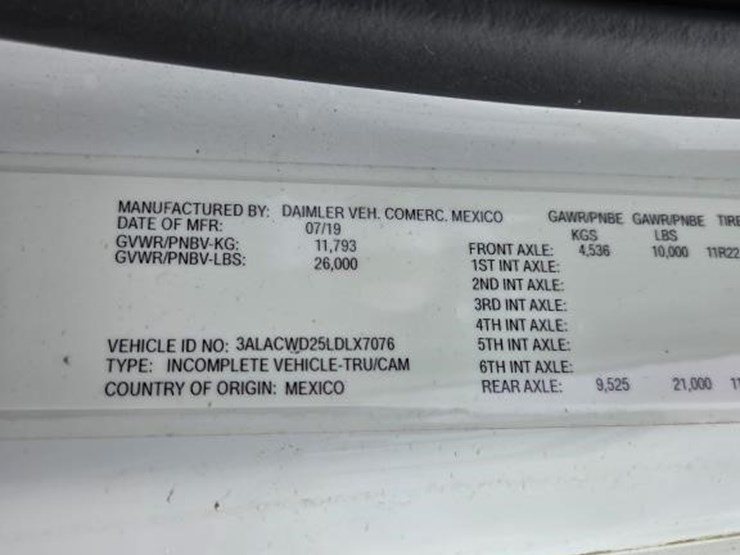 MANUFACTURED BY: DAIMLER VEH. COMERC. MEXICO
DATE OF MFR: 07/19
GVWR/PNBV-KG: 11,793
GVWR/PNBV-LBS: 26,000
VEHICLE ID NO: 3ALACWD25LDLX7076
TYPE: INCOMPLETE VEHICLE-TRU/CAM
COUNTRY OF ORIGIN: MEXICO
GAWR/PNBE GAWR/PNBE TIRE
KGS LBS
FRONT AXLE: 4,536 10,000 11R22
1ST INT AXLE:
2ND INT AXLE:
3RD INT AXLE:
4TH INT AXLE:
5TH INT AXLE:
6TH INT AXLE:
REAR AXLE: 9,525 21,000 11